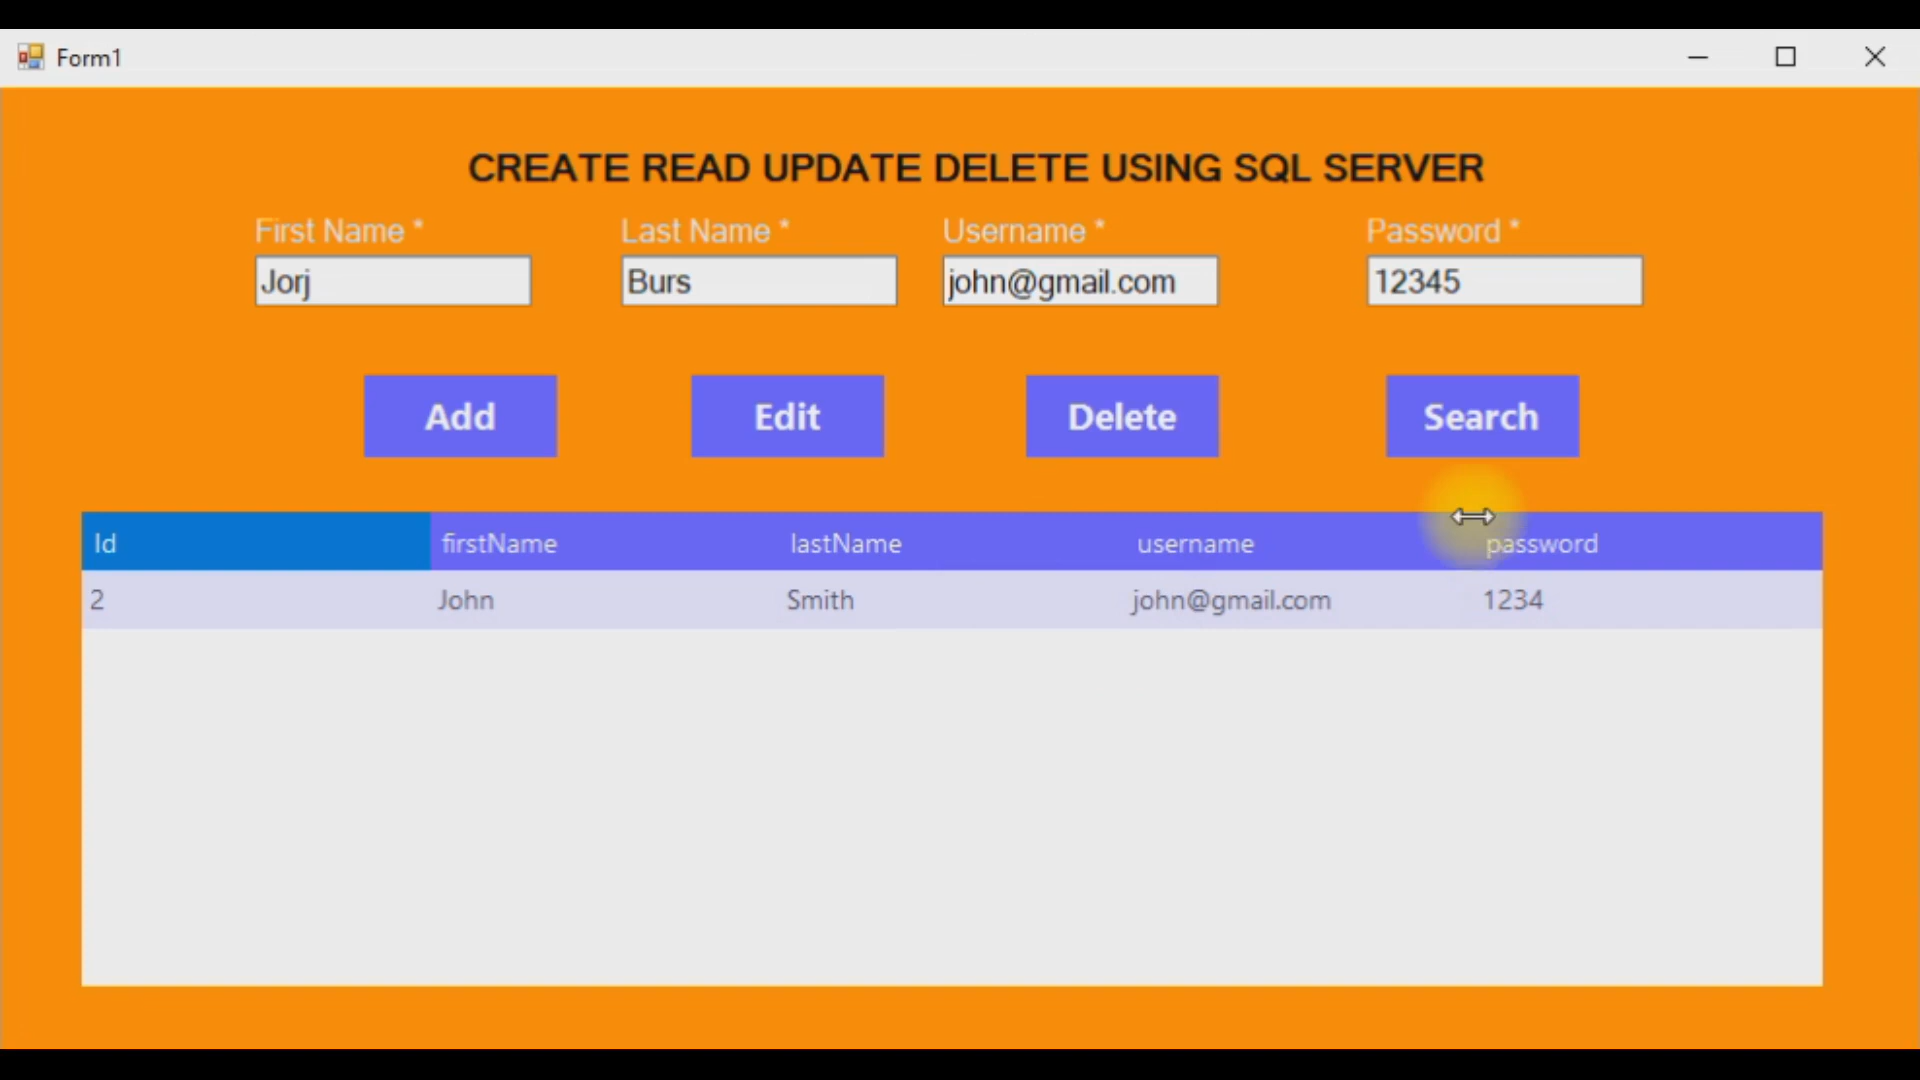 Form1
CREATE READ UPDATE DELETE USING SQL SERVER
First Name * Last Name * Username * Password *
Jorj Burs john@gmail.com 12345
Add Edit Delete Search
Id firstName lastName username password
2 John Smith john@gmail.com 1234